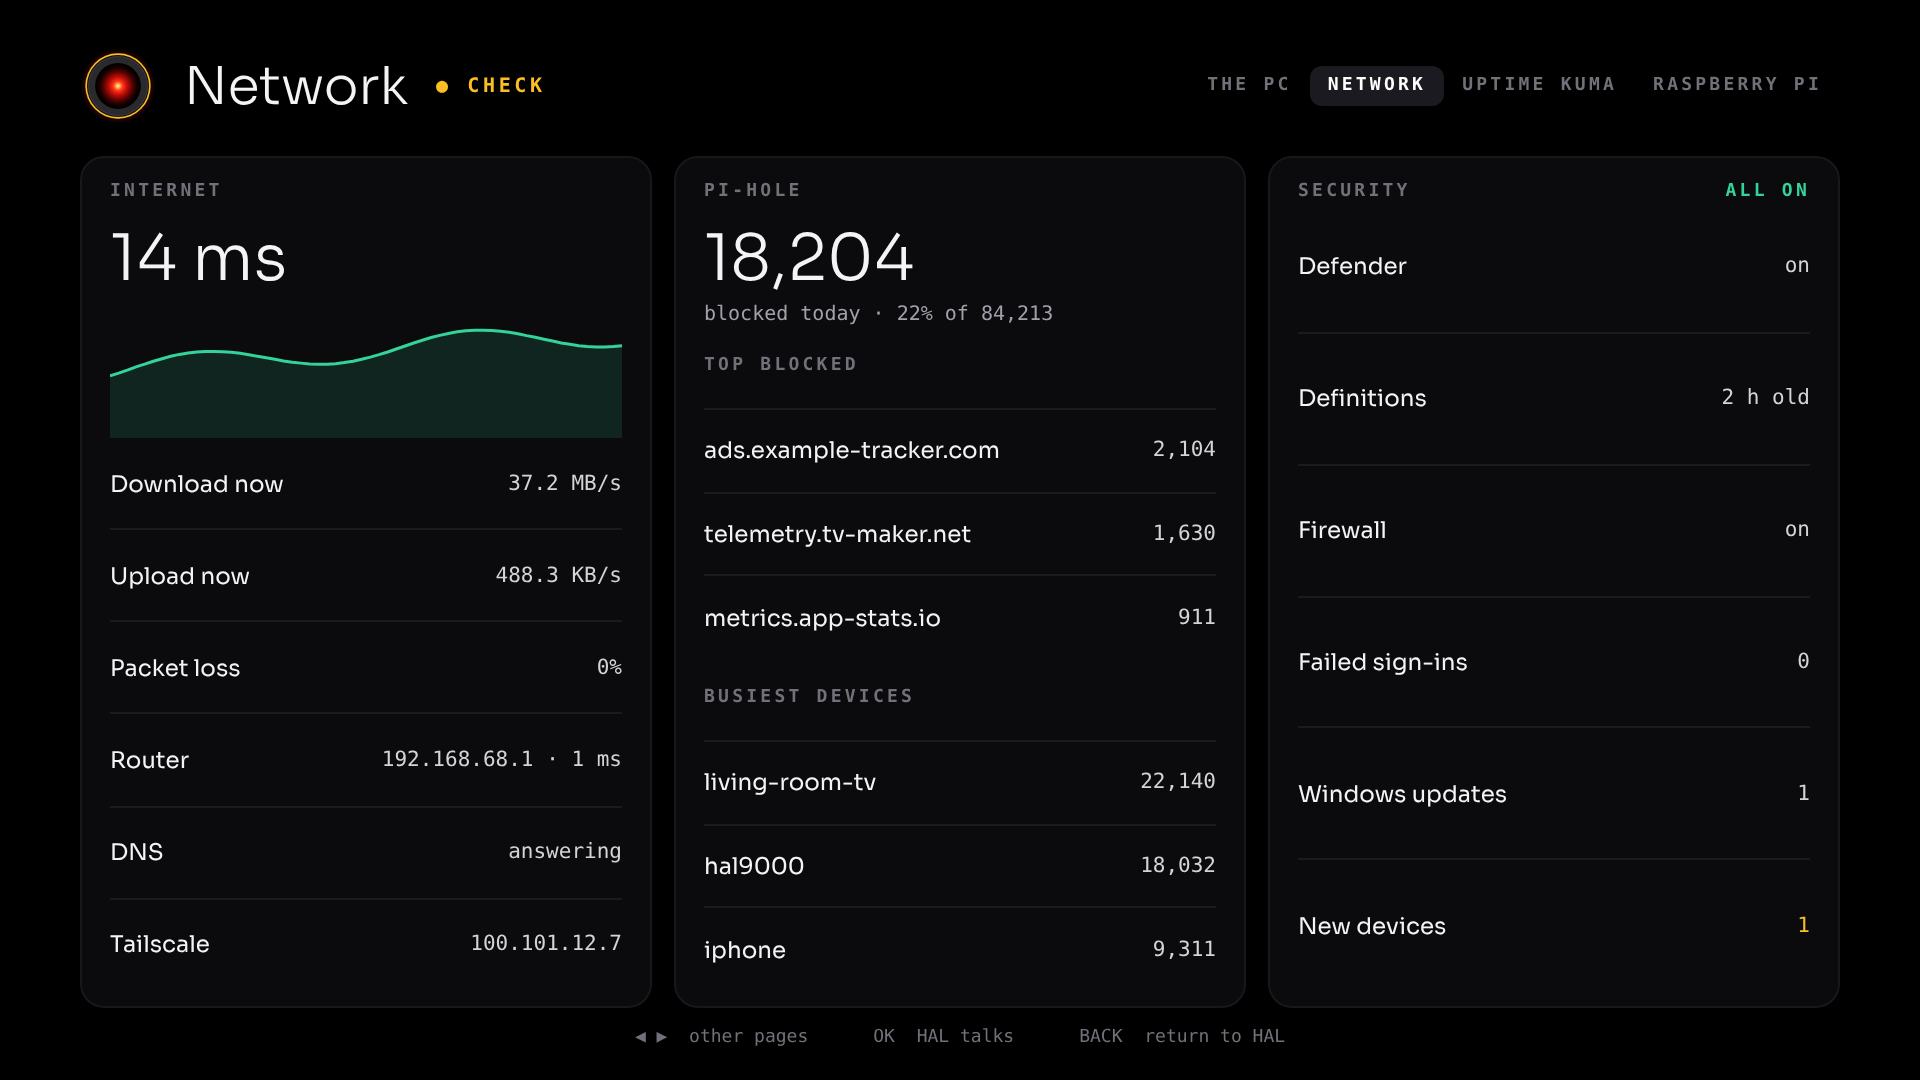 Network
● CHECK
THE PC
NETWORK
UPTIME KUMA
RASPBERRY PI
INTERNET
14 ms
Download now 37.2 MB/s
Upload now 488.3 KB/s
Packet loss 0%
Router 192.168.68.1 · 1 ms
DNS answering
Tailscale 100.101.12.7
PI-HOLE
18,204
blocked today · 22% of 84,213
TOP BLOCKED
ads.example-tracker.com 2,104
telemetry.tv-maker.net 1,630
metrics.app-stats.io 911
BUSIEST DEVICES
living-room-tv 22,140
hal9000 18,032
iphone 9,311
SECURITY ALL ON
Defender on
Definitions 2 h old
Firewall on
Failed sign-ins 0
Windows updates 1
New devices 1
◀ ▶ other pages OK HAL talks BACK return to HAL